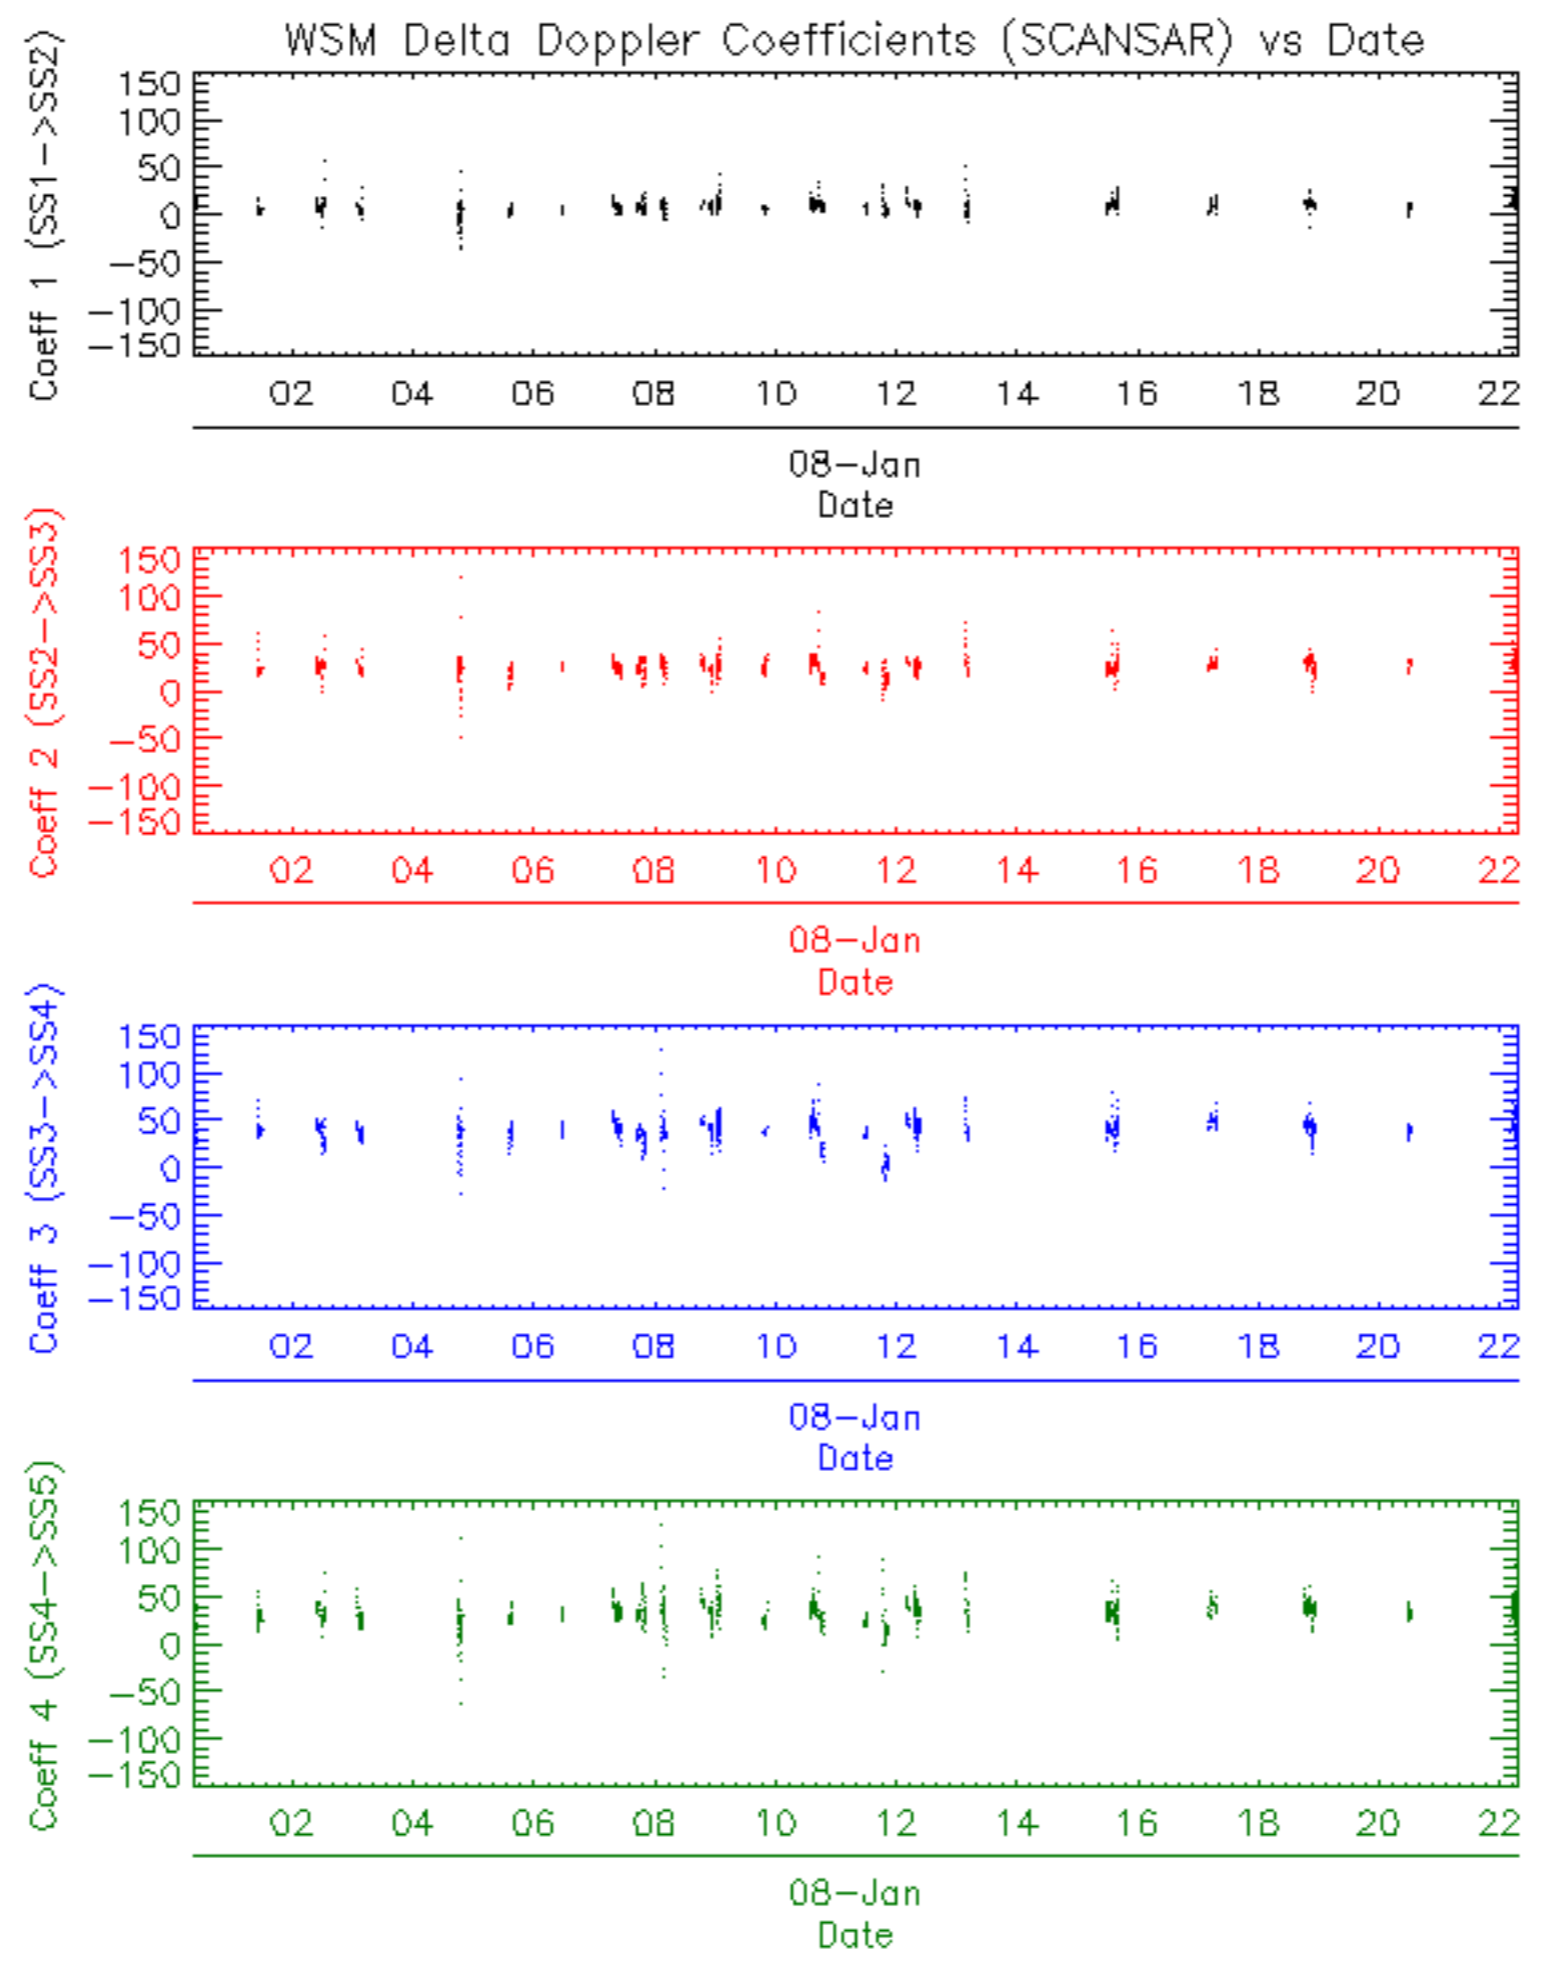 WSM Delta Doppler Coefficients (SCANSAR) vs Date
Coeff 1 (SS1->SS2)
150
100
50
0
-50
-100
-150
02 04 06 08 10 12 14 16 18 20 22
08-Jan
Date
Coeff 2 (SS2->SS3)
150
100
50
0
-50
-100
-150
02 04 06 08 10 12 14 16 18 20 22
08-Jan
Date
Coeff 3 (SS3->SS4)
150
100
50
0
-50
-100
-150
02 04 06 08 10 12 14 16 18 20 22
08-Jan
Date
Coeff 4 (SS4->SS5)
150
100
50
0
-50
-100
-150
02 04 06 08 10 12 14 16 18 20 22
08-Jan
Date